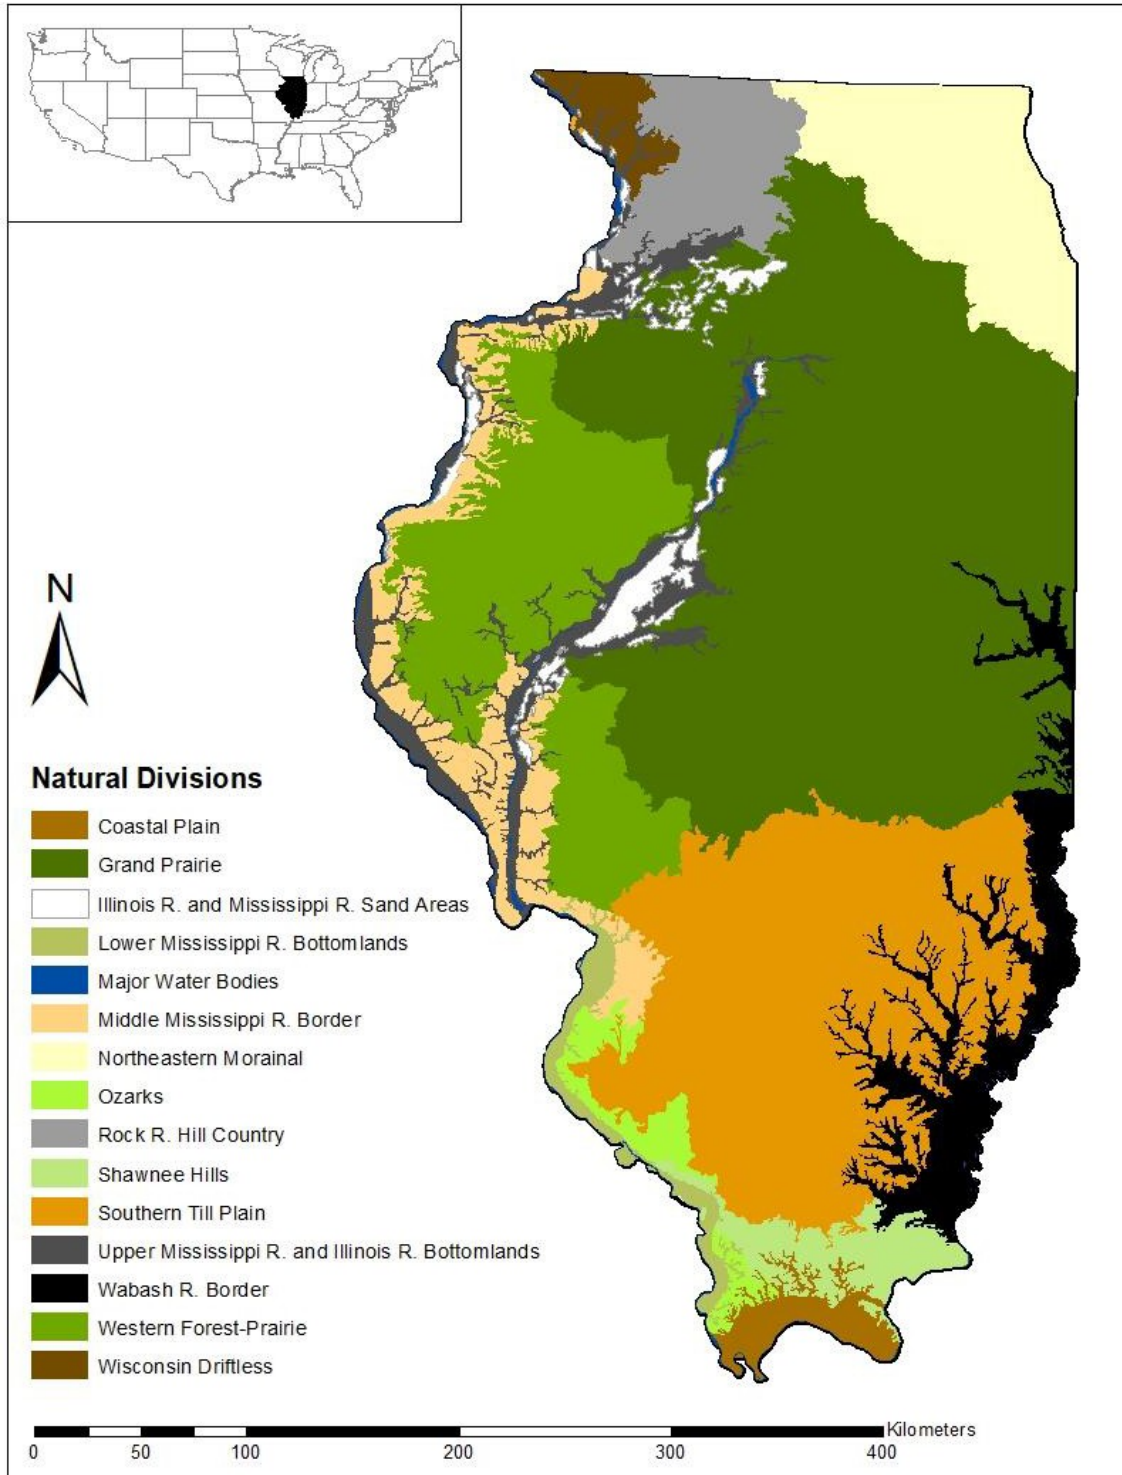 N
Natural Divisions
Coastal Plain
Grand Prairie
Illinois R. and Mississippi R. Sand Areas
Lower Mississippi R. Bottomlands
Major Water Bodies
Middle Mississippi R. Border
Northeastern Morainal
Ozarks
Rock R. Hill Country
Shawnee Hills
Southern Till Plain
Upper Mississippi R. and Illinois R. Bottomlands
Wabash R. Border
Western Forest-Prairie
Wisconsin Driftless
Kilometers
0 50 100 200 300 400